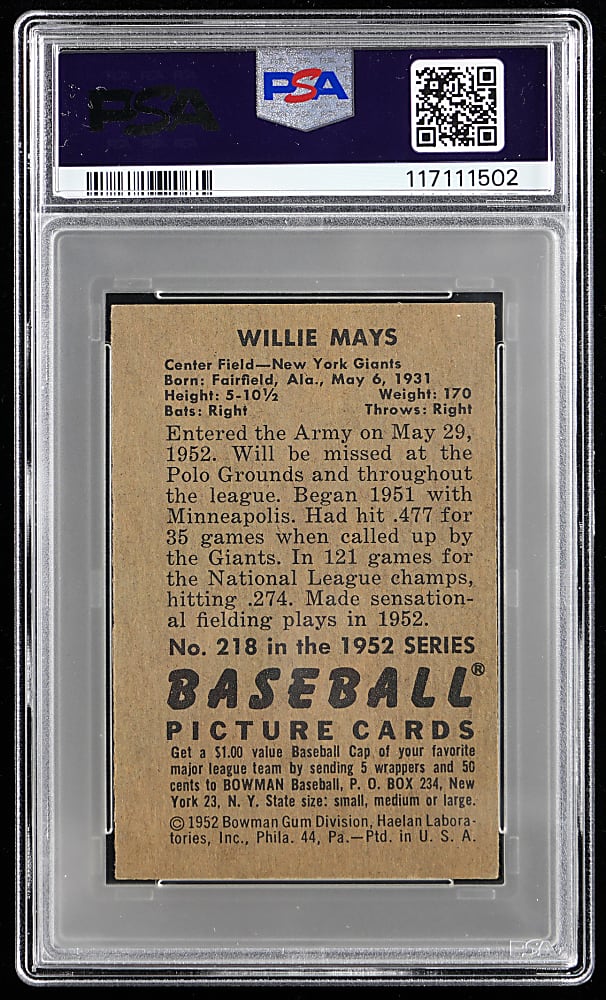 PSA
PSA
117111502
WILLIE MAYS
Center Field—New York Giants
Born: Fairfield, Ala., May 6, 1931
Height: 5-10½ Weight: 170
Bats: Right Throws: Right
Entered the Army on May 29,
1952. Will be missed at the
Polo Grounds and throughout
the league. Began 1951 with
Minneapolis. Had hit .477 for
35 games when called up by
the Giants. In 121 games for
the National League champs,
hitting .274. Made sensation-
al fielding plays in 1952.
No. 218 in the 1952 SERIES
BASEBALL®
PICTURE CARDS
Get a $1.00 value Baseball Cap of your favorite
major league team by sending 5 wrappers and 50
cents to BOWMAN Baseball, P. O. BOX 234, New
York 23, N. Y. State size: small, medium or large.
©1952 Bowman Gum Division, Haelan Labora-
tories, Inc., Phila. 44, Pa.—Ptd. in U. S. A.
PSA